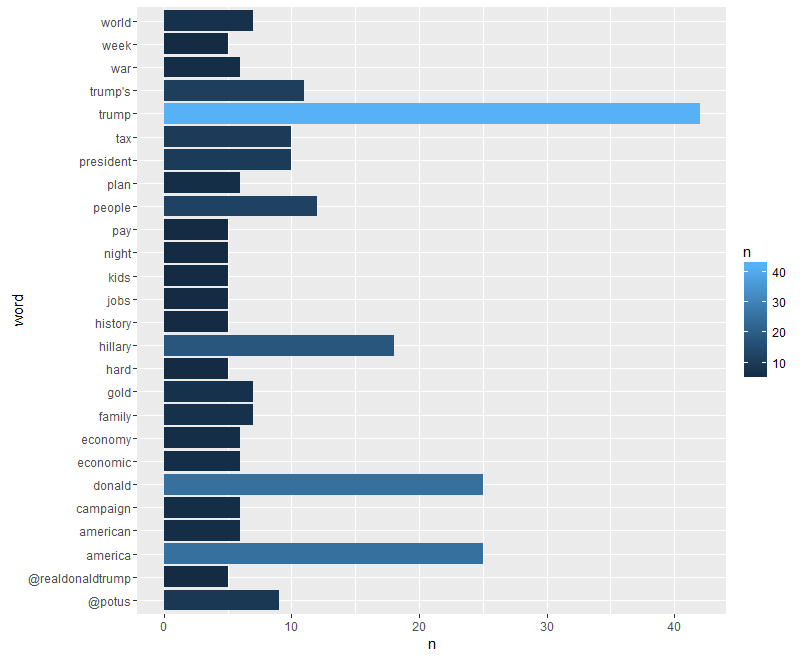 world
week
war
trump's
trump
tax
president
plan
people
pay
night
kids
jobs
history
hillary
hard
gold
family
economy
economic
donald
campaign
american
america
@realdonaldtrump
@potus
word
0 10 20 30 40
n
n
40
30
20
10